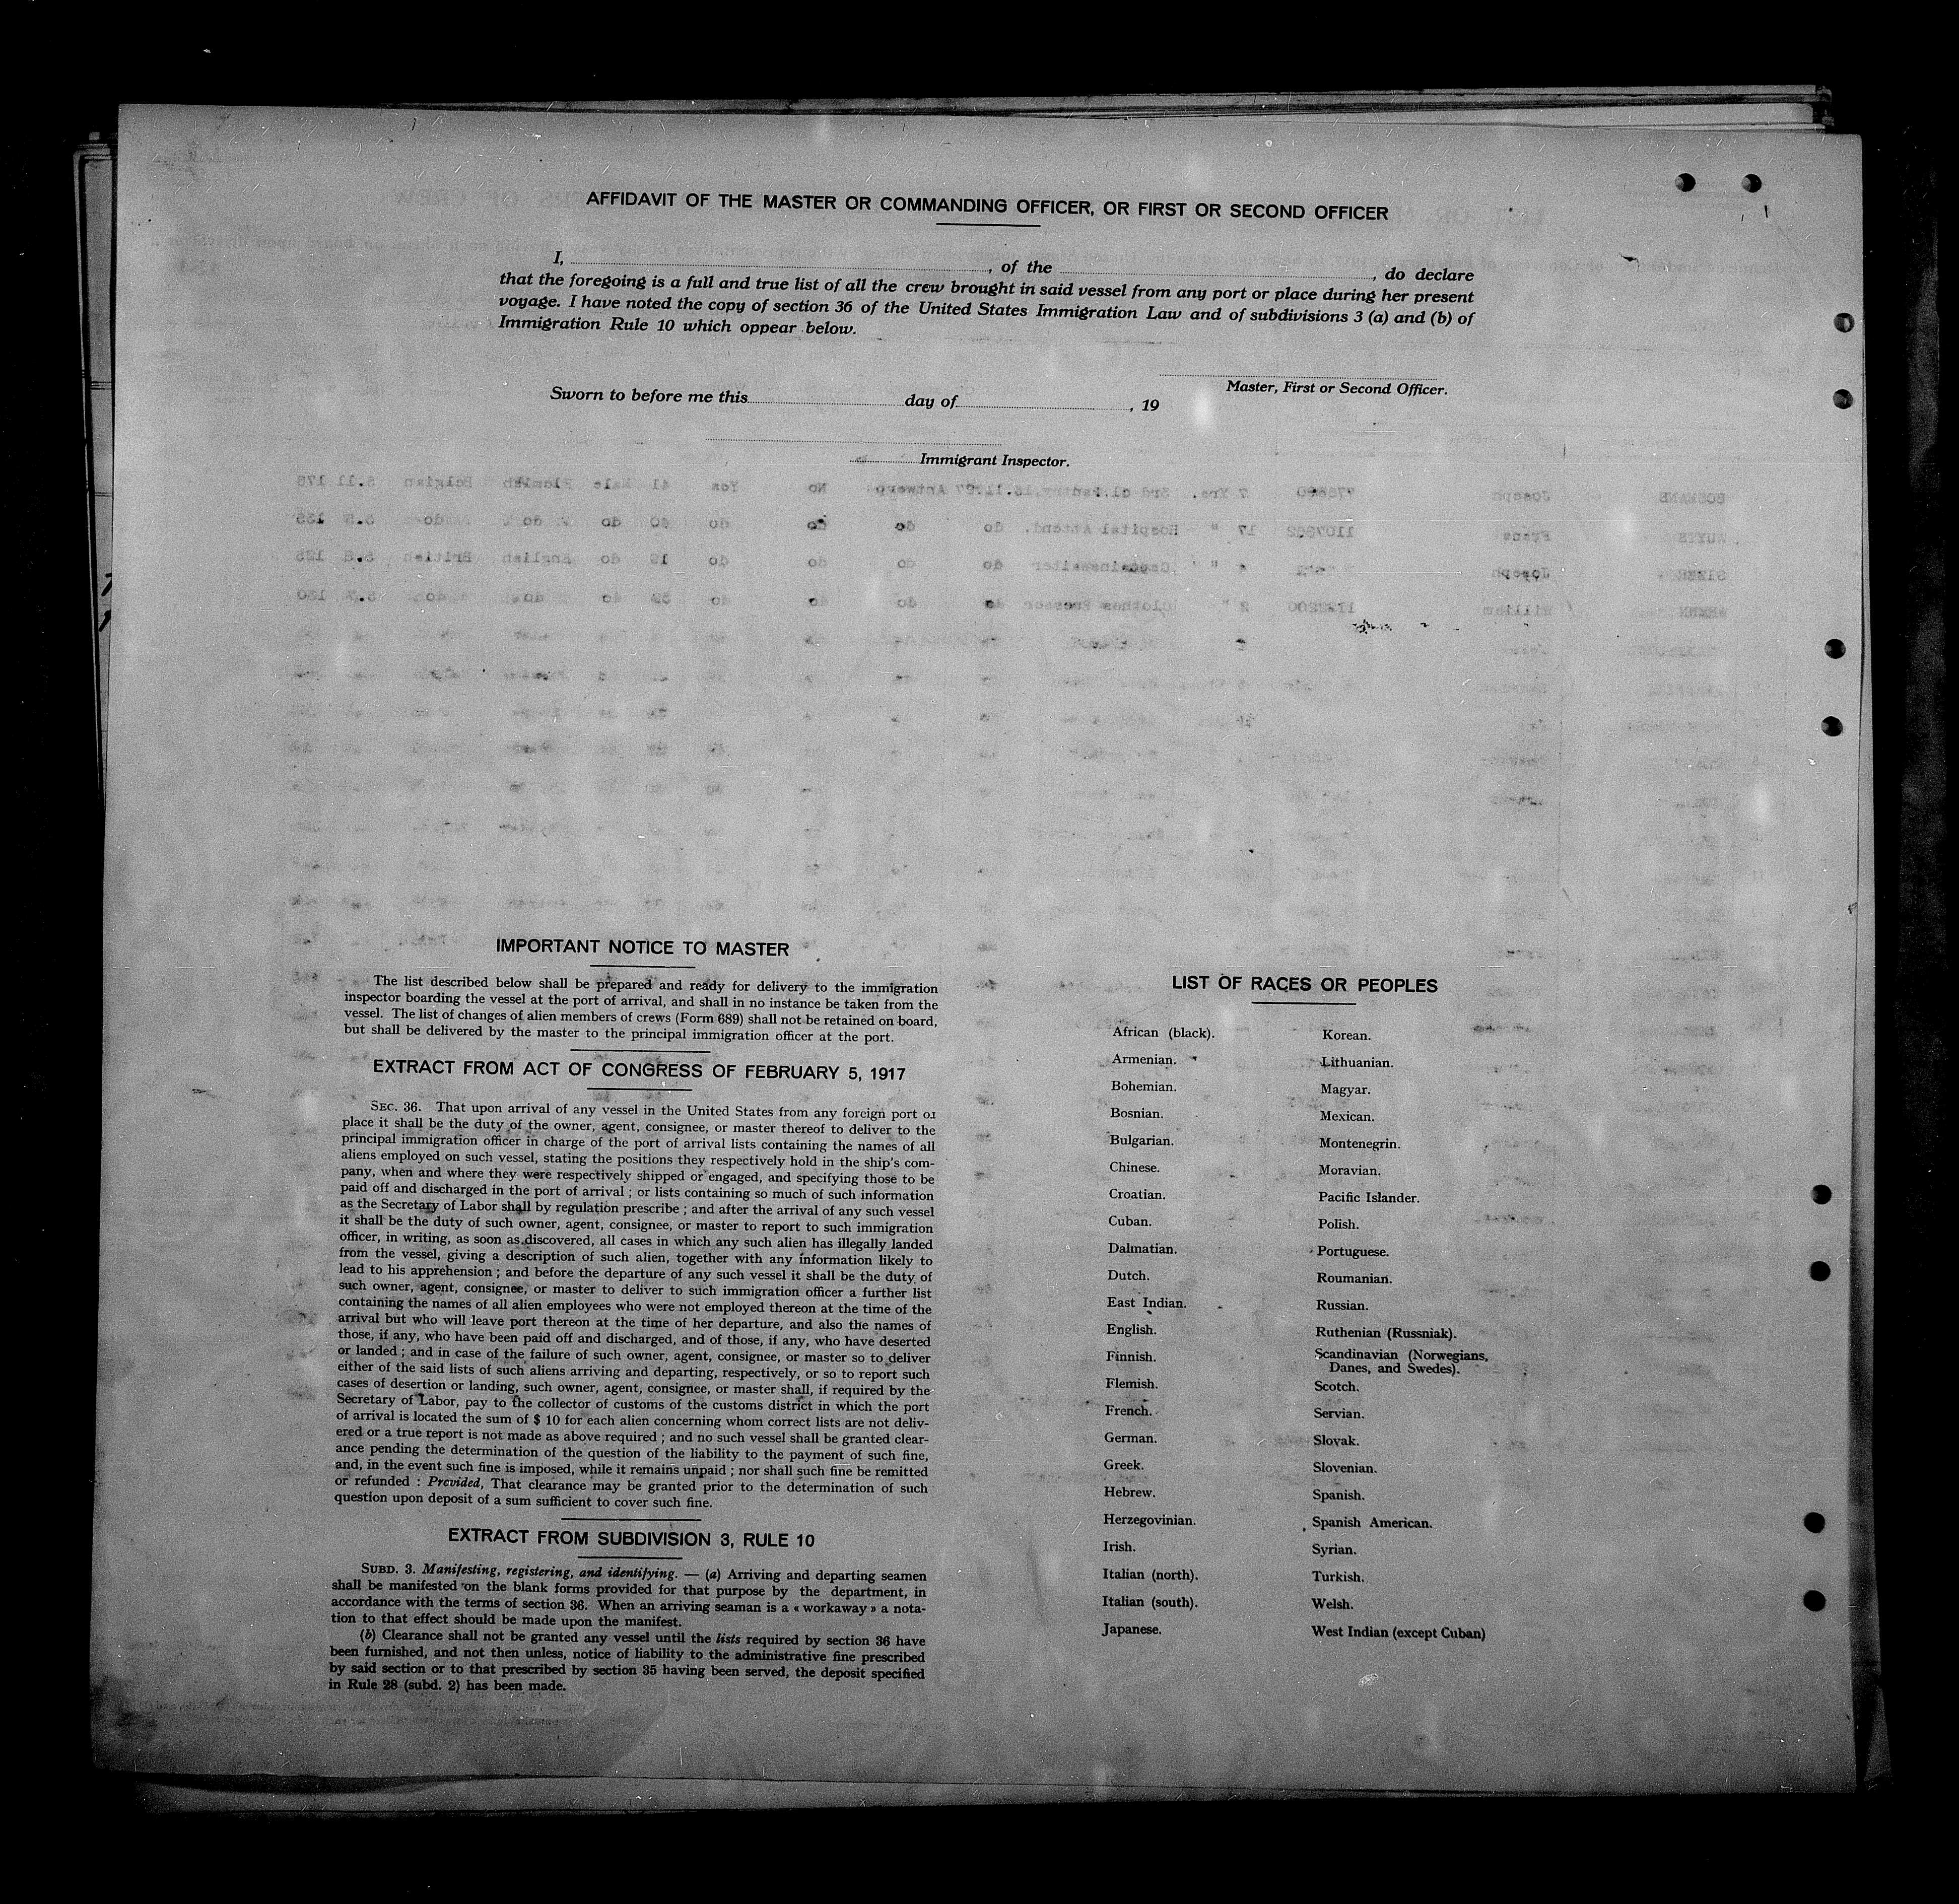 AFFIDAVIT OF THE MASTER OR COMMANDING OFFICER, OR FIRST OR SECOND OFFICER
I, , of the , do declare
that the foregoing is a full and true list of all the crew brought in said vessel from any port or place during her present
voyage. I have noted the copy of section 36 of the United States Immigration Law and of subdivisions 3 (a) and (b) of
Immigration Rule 10 which oppear below.
Master, First or Second Officer.
Sworn to before me this day of , 19
Immigrant Inspector.
IMPORTANT NOTICE TO MASTER
The list described below shall be prepared and ready for delivery to the immigration
inspector boarding the vessel at the port of arrival, and shall in no instance be taken from the
vessel. The list of changes of alien members of crews (Form 689) shall not be retained on board,
but shall be delivered by the master to the principal immigration officer at the port.
EXTRACT FROM ACT OF CONGRESS OF FEBRUARY 5, 1917
SEC. 36. That upon arrival of any vessel in the United States from any foreign port or
place it shall be the duty of the owner, agent, consignee, or master thereof to deliver to the
principal immigration officer in charge of the port of arrival lists containing the names of all
aliens employed on such vessel, stating the positions they respectively hold in the ship's com-
pany, when and where they were respectively shipped or engaged, and specifying those to be
paid off and discharged in the port of arrival ; or lists containing so much of such information
as the Secretary of Labor shall by regulation prescribe ; and after the arrival of any such vessel
it shall be the duty of such owner, agent, consignee, or master to report to such immigration
officer, in writing, as soon as discovered, all cases in which any such alien has illegally landed
from the vessel, giving a description of such alien, together with any information likely to
lead to his apprehension ; and before the departure of any such vessel it shall be the duty of
such owner, agent, consignee, or master to deliver to such immigration officer a further list
containing the names of all alien employees who were not employed thereon at the time of the
arrival but who will leave port thereon at the time of her departure, and also the names of
those, if any, who have been paid off and discharged, and of those, if any, who have deserted
or landed ; and in case of the failure of such owner, agent, consignee, or master so to deliver
either of the said lists of such aliens arriving and departing, respectively, or so to report such
cases of desertion or landing, such owner, agent, consignee, or master shall, if required by the
Secretary of Labor, pay to the collector of customs of the customs district in which the port
of arrival is located the sum of $ 10 for each alien concerning whom correct lists are not deliv-
ered or a true report is not made as above required ; and no such vessel shall be granted clear-
ance pending the determination of the question of the liability to the payment of such fine,
and, in the event such fine is imposed, while it remains unpaid ; nor shall such fine be remitted
or refunded : Prcvided, That clearance may be granted prior to the determination of such
question upon deposit of a sum sufficient to cover such fine.
EXTRACT FROM SUBDIVISION 3, RULE 10
SUBD. 3. Manifesting, registering, and identifying. — (a) Arriving and departing seamen
shall be manifested on the blank forms provided for that purpose by the department, in
accordance with the terms of section 36. When an arriving seaman is a « workaway » a nota-
tion to that effect should be made upon the manifest.
(b) Clearance shall not be granted any vessel until the lists required by section 36 have
been furnished, and not then unless, notice of liability to the administrative fine prescribed
by said section or to that prescribed by section 35 having been served, the deposit specified
in Rule 28 (subd. 2) has been made.
LIST OF RACES OR PEOPLES
African (black).
Armenian.
Bohemian.
Bosnian.
Bulgarian.
Chinese.
Croatian.
Cuban.
Dalmatian.
Dutch.
East Indian.
English.
Finnish.
Flemish.
French.
German.
Greek.
Hebrew.
Herzegovinian.
Irish.
Italian (north).
Italian (south).
Japanese.
Korean.
Lithuanian.
Magyar.
Mexican.
Montenegrin.
Moravian.
Pacific Islander.
Polish.
Portuguese.
Roumanian.
Russian.
Ruthenian (Russniak).
Scandinavian (Norwegians,
Danes, and Swedes).
Scotch.
Servian.
Slovak.
Slovenian.
Spanish.
Spanish American.
Syrian.
Turkish.
Welsh.
West Indian (except Cuban)